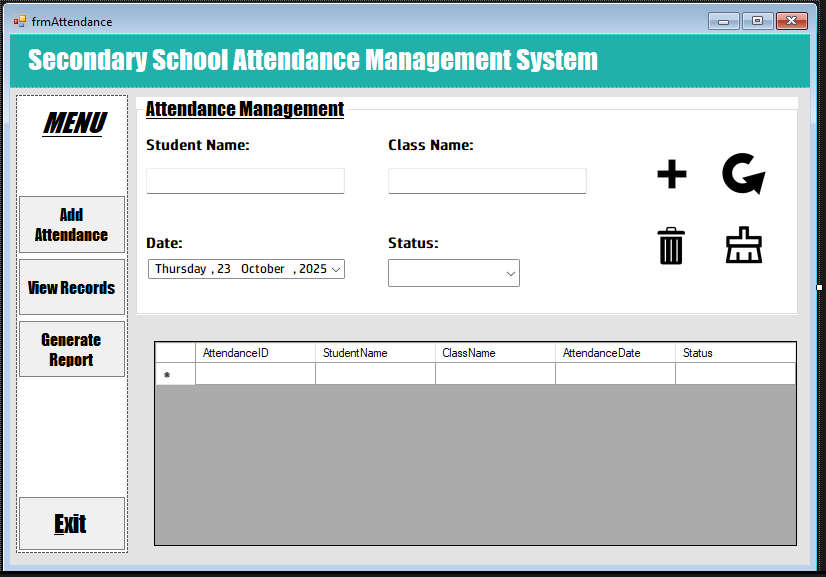 frmAttendance
Secondary School Attendance Management System
MENU
Add
Attendance
View Records
Generate
Report
Exit
Attendance Management
Student Name:
Class Name:
Date:
Status:
Thursday , 23 October , 2025
AttendanceID StudentName ClassName AttendanceDate Status